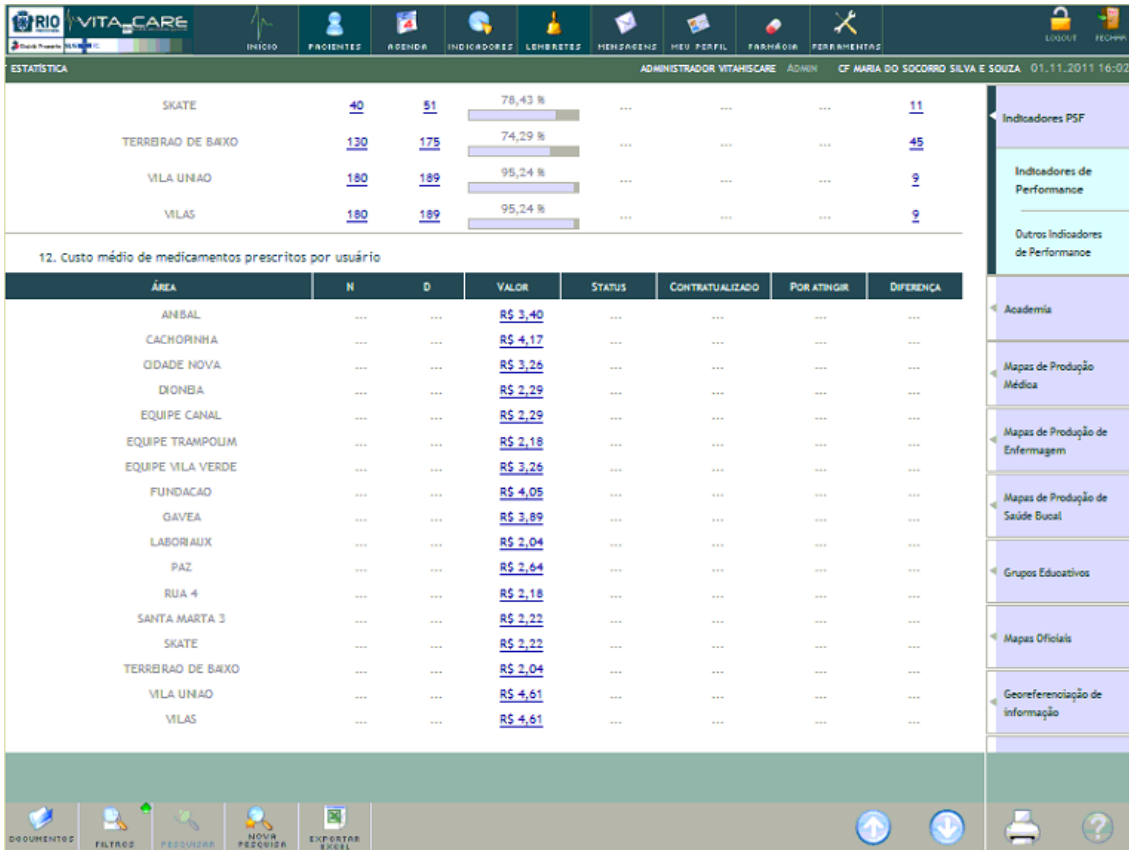 RIO VITA_CARE
INÍCIO PACIENTES AGENDA INDICADORES LEMBRETES MENSAGENS MEU PERFIL FARMÁCIA FERRAMENTAS LOGOUT FECHAR
ESTATÍSTICA ADMINISTRADOR VITAHISCARE ADMIN CF MARIA DO SOCORRO SILVA E SOUZA 01.11.2011 16:02
SKATE 40 51 78,43 % ... ... ... 11
TERREIRAO DE BAIXO 130 175 74,29 % ... ... ... 45
VILA UNIAO 180 189 95,24 % ... ... ... 9
VILAS 180 189 95,24 % ... ... ... 9
12. Custo médio de medicamentos prescritos por usuário
ÁREA N D VALOR STATUS CONTRATUALIZADO POR ATINGIR DIFERENÇA
ANIBAL ... ... R$ 3,40 ... ... ... ...
CACHOPINHA ... ... R$ 4,17 ... ... ... ...
CIDADE NOVA ... ... R$ 3,26 ... ... ... ...
DIONEIA ... ... R$ 2,29 ... ... ... ...
EQUIPE CANAL ... ... R$ 2,29 ... ... ... ...
EQUIPE TRAMPOLIM ... ... R$ 2,18 ... ... ... ...
EQUIPE VILA VERDE ... ... R$ 3,26 ... ... ... ...
FUNDACAO ... ... R$ 4,05 ... ... ... ...
GAVEA ... ... R$ 3,89 ... ... ... ...
LABORIAUX ... ... R$ 2,04 ... ... ... ...
PAZ ... ... R$ 2,64 ... ... ... ...
RUA 4 ... ... R$ 2,18 ... ... ... ...
SANTA MARTA 3 ... ... R$ 2,22 ... ... ... ...
SKATE ... ... R$ 2,22 ... ... ... ...
TERREIRAO DE BAIXO ... ... R$ 2,04 ... ... ... ...
VILA UNIAO ... ... R$ 4,61 ... ... ... ...
VILAS ... ... R$ 4,61 ... ... ... ...
Indicadores PSF
Indicadores de
Performance
Outros Indicadores
de Performance
Academia
Mapas de Produção
Médica
Mapas de Produção de
Enfermagem
Mapas de Produção de
Saúde Bucal
Grupos Educativos
Mapas Oficiais
Georeferenciação de
informação
DOCUMENTOS FILTROS PESQUISAR NOVA PESQUISA EXPORTAR EXCEL